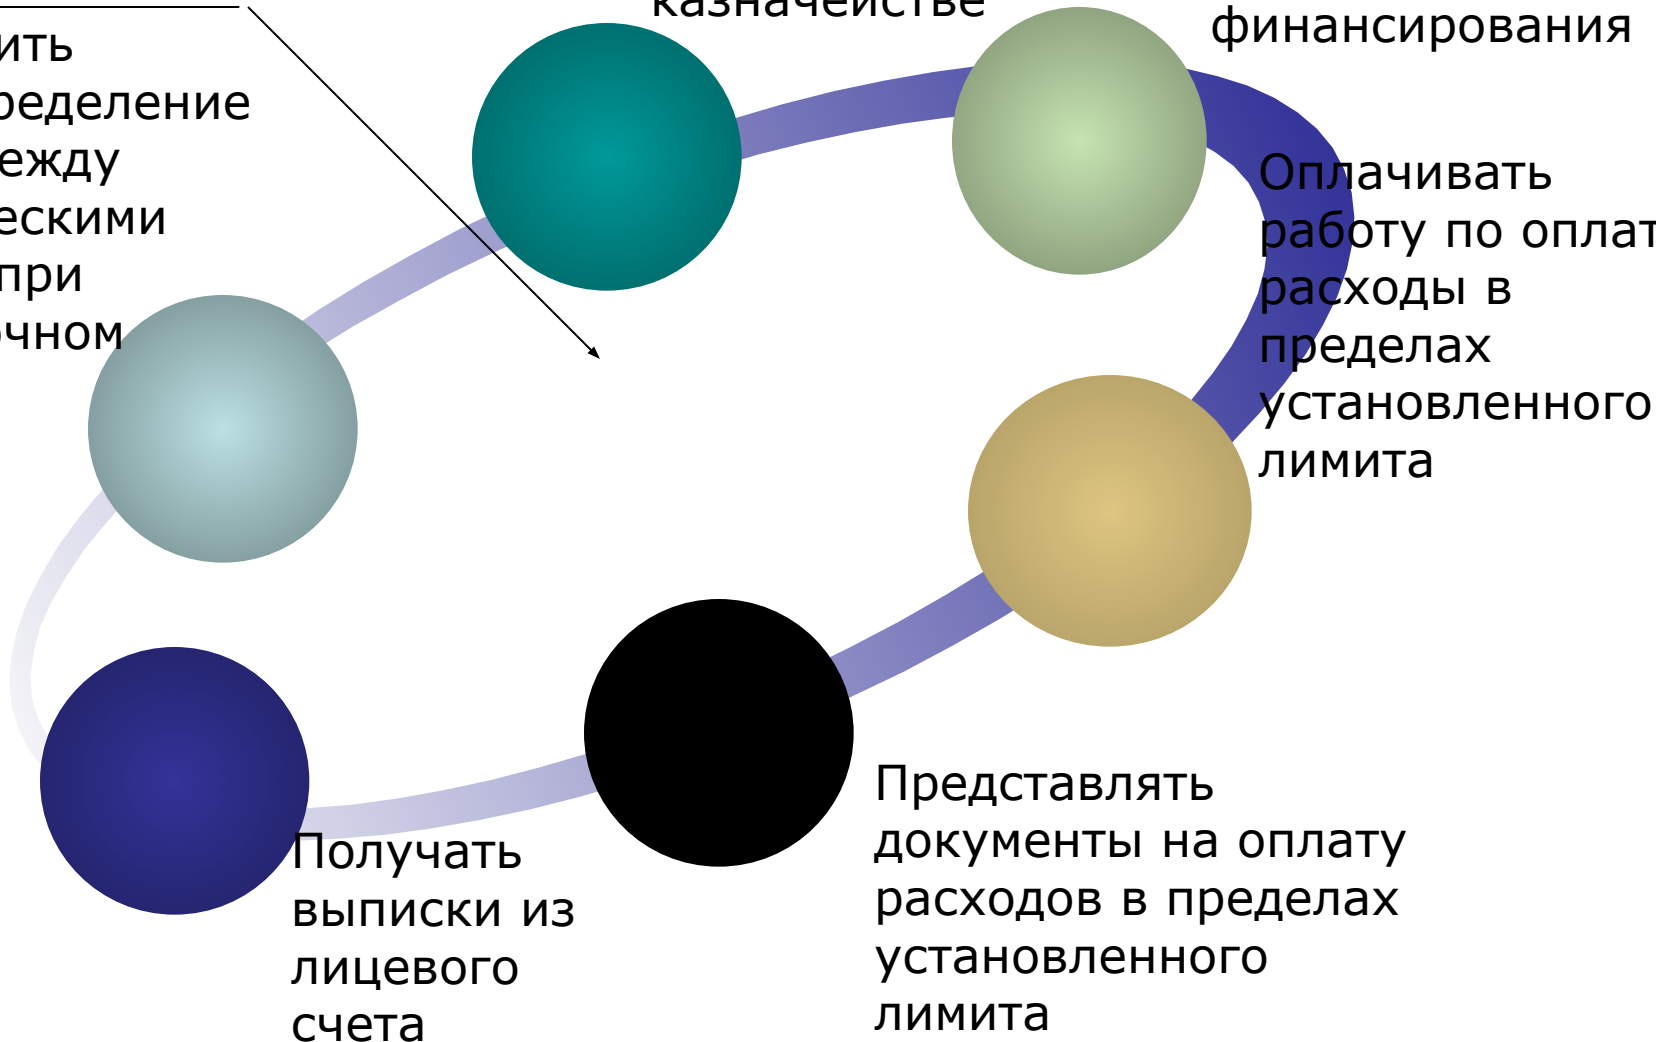 казначействе
финансирования
ить
ределение
ежду
ескими
при
очном
Оплачивать
работу по оплат
расходы в
пределах
установленного
лимита
Представлять
документы на оплату
расходов в пределах
установленного
лимита
Получать
выписки из
лицевого
счета